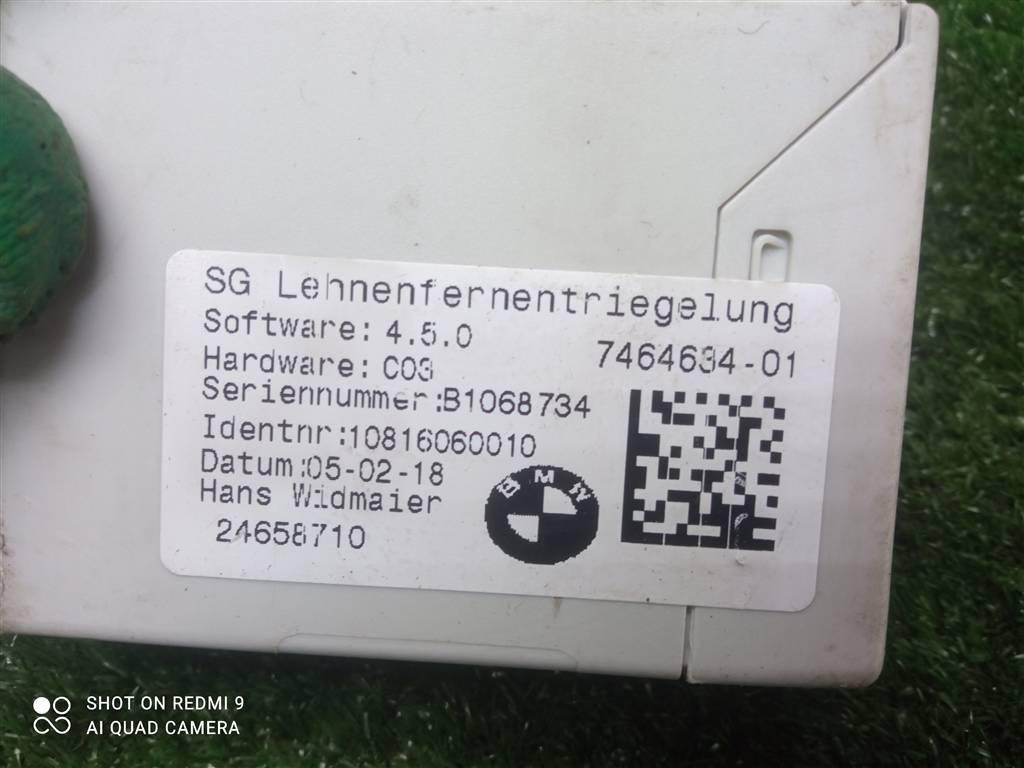 SG Lehnenfernentriegelung
Software: 4.5.0
7464634-01
Hardware: C03
Seriennummer:B1068734
Identnr:10816060010
Datum:05-02-18
Hans Widmaier
24658710
BMW
SHOT ON REDMI 9
AI QUAD CAMERA